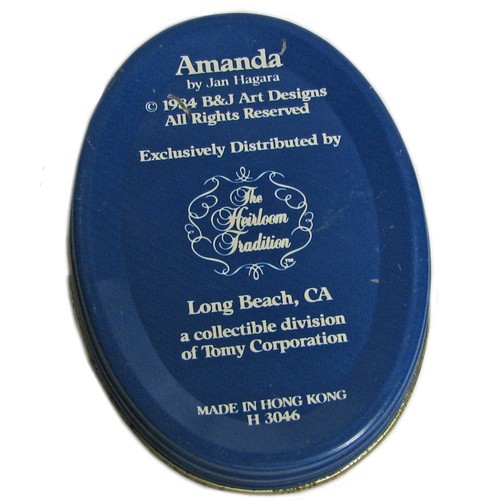 Amanda
by Jan Hagara
© 1984 B&J Art Designs
All Rights Reserved
Exclusively Distributed by
The
Heirloom
Tradition
TM
Long Beach, CA
a collectible division
of Tomy Corporation
MADE IN HONG KONG
H 3046